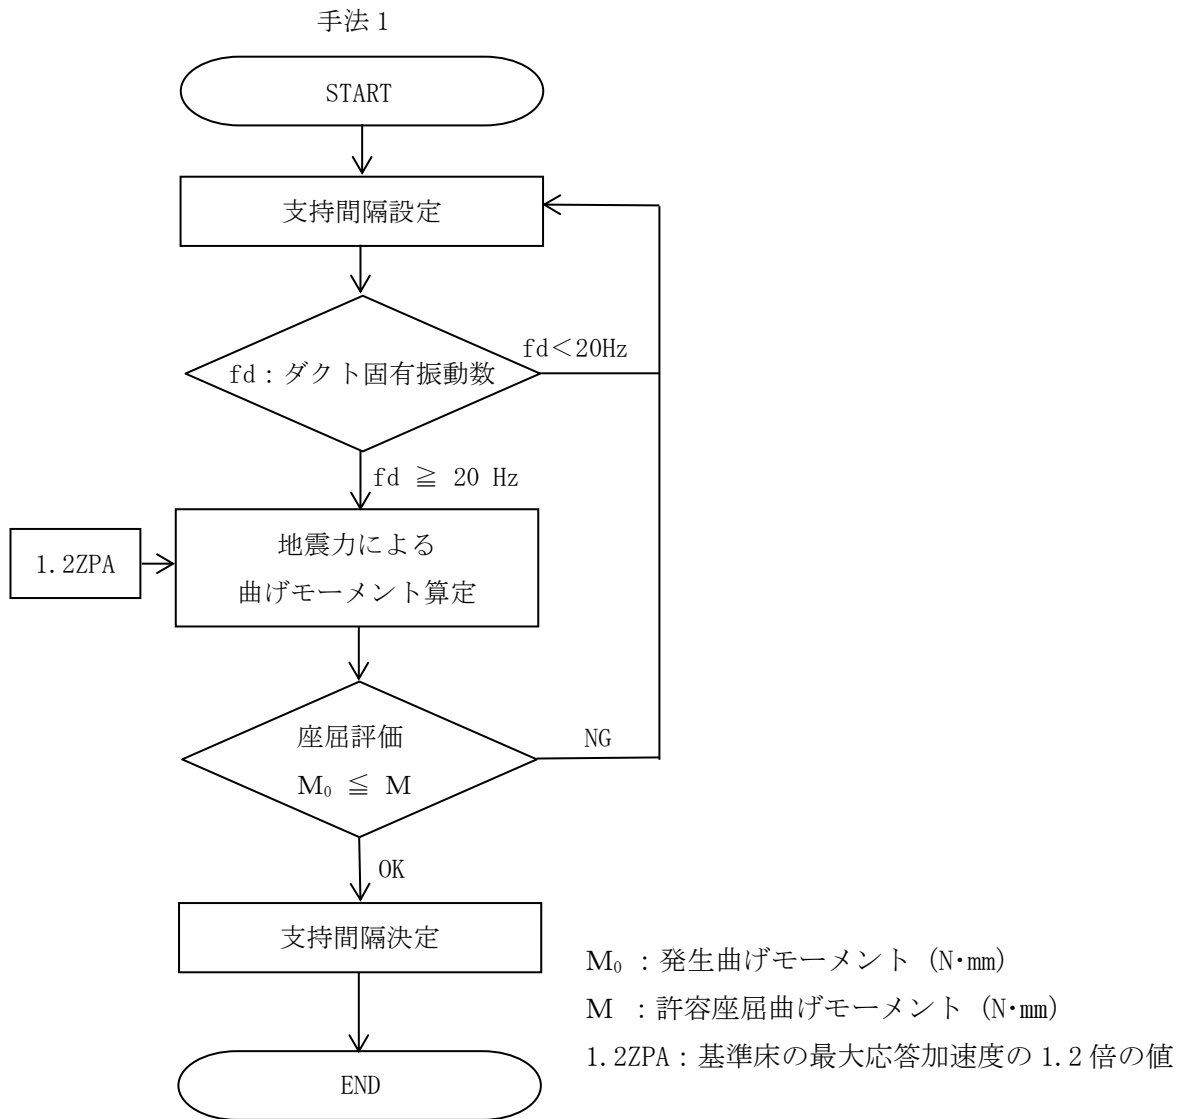 手法1
START
支持間隔設定
fd<20Hz
fd:ダクト固有振動数
fd ≧ 20 Hz
1.2ZPA
地震力による
曲げモーメント算定
座屈評価
M₀ ≦ M
NG
OK
支持間隔決定
M₀ :発生曲げモーメント (N･mm)
M :許容座屈曲げモーメント (N･mm)
1.2ZPA:基準床の最大応答加速度の1.2倍の値
END